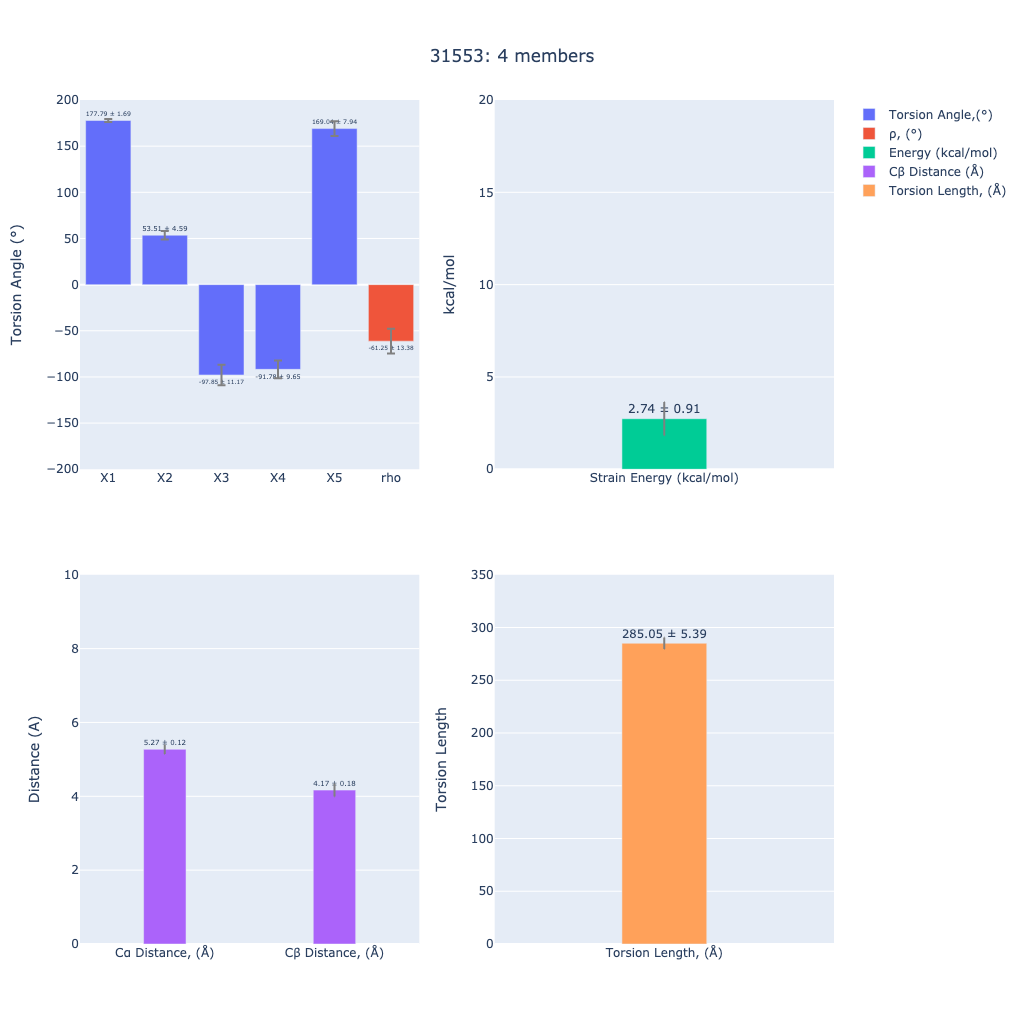 31553: 4 members
Torsion Angle (°)
200
150
100
50
0
−50
−100
−150
−200
177.79 ± 1.69
53.51 ± 4.59
-97.85 ± 11.17
± 9.65
± 7.94
-61.25 ± 13.38
X1
X2
X3
X4
X5
rho
kcal/mol
20
15
10
5
0
2.74 ± 0.91
Strain Energy (kcal/mol)
Torsion Angle,(°)
ρ, (°)
Energy (kcal/mol)
Cβ Distance (Å)
Torsion Length, (Å)
Distance (A)
10
8
6
4
2
0
5.27 ± 0.12
4.17 ± 0.18
Cα Distance, (Å)
Cβ Distance, (Å)
Torsion Length
350
300
250
200
150
100
50
0
285.05 ± 5.39
Torsion Length, (Å)